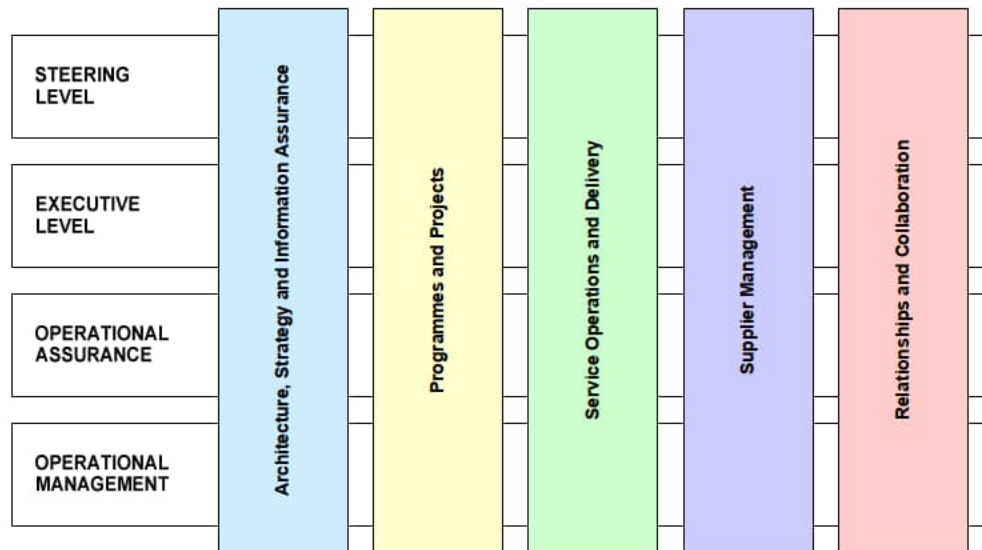 STEERING
LEVEL
EXECUTIVE
LEVEL
OPERATIONAL
ASSURANCE
OPERATIONAL
MANAGEMENT
Architecture, Strategy and Information Assurance
Programmes and Projects
Service Operations and Delivery
Supplier Management
Relationships and Collaboration